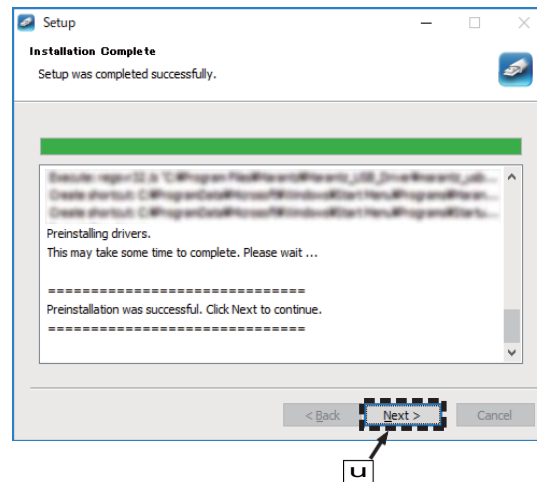 Setup
Installation Complete
Setup was completed successfully.
Preinstalling drivers.
This may take some time to complete. Please wait ...
==============================
Preinstallation was successful. Click Next to continue.
==============================
< Back
Next >
Cancel
u